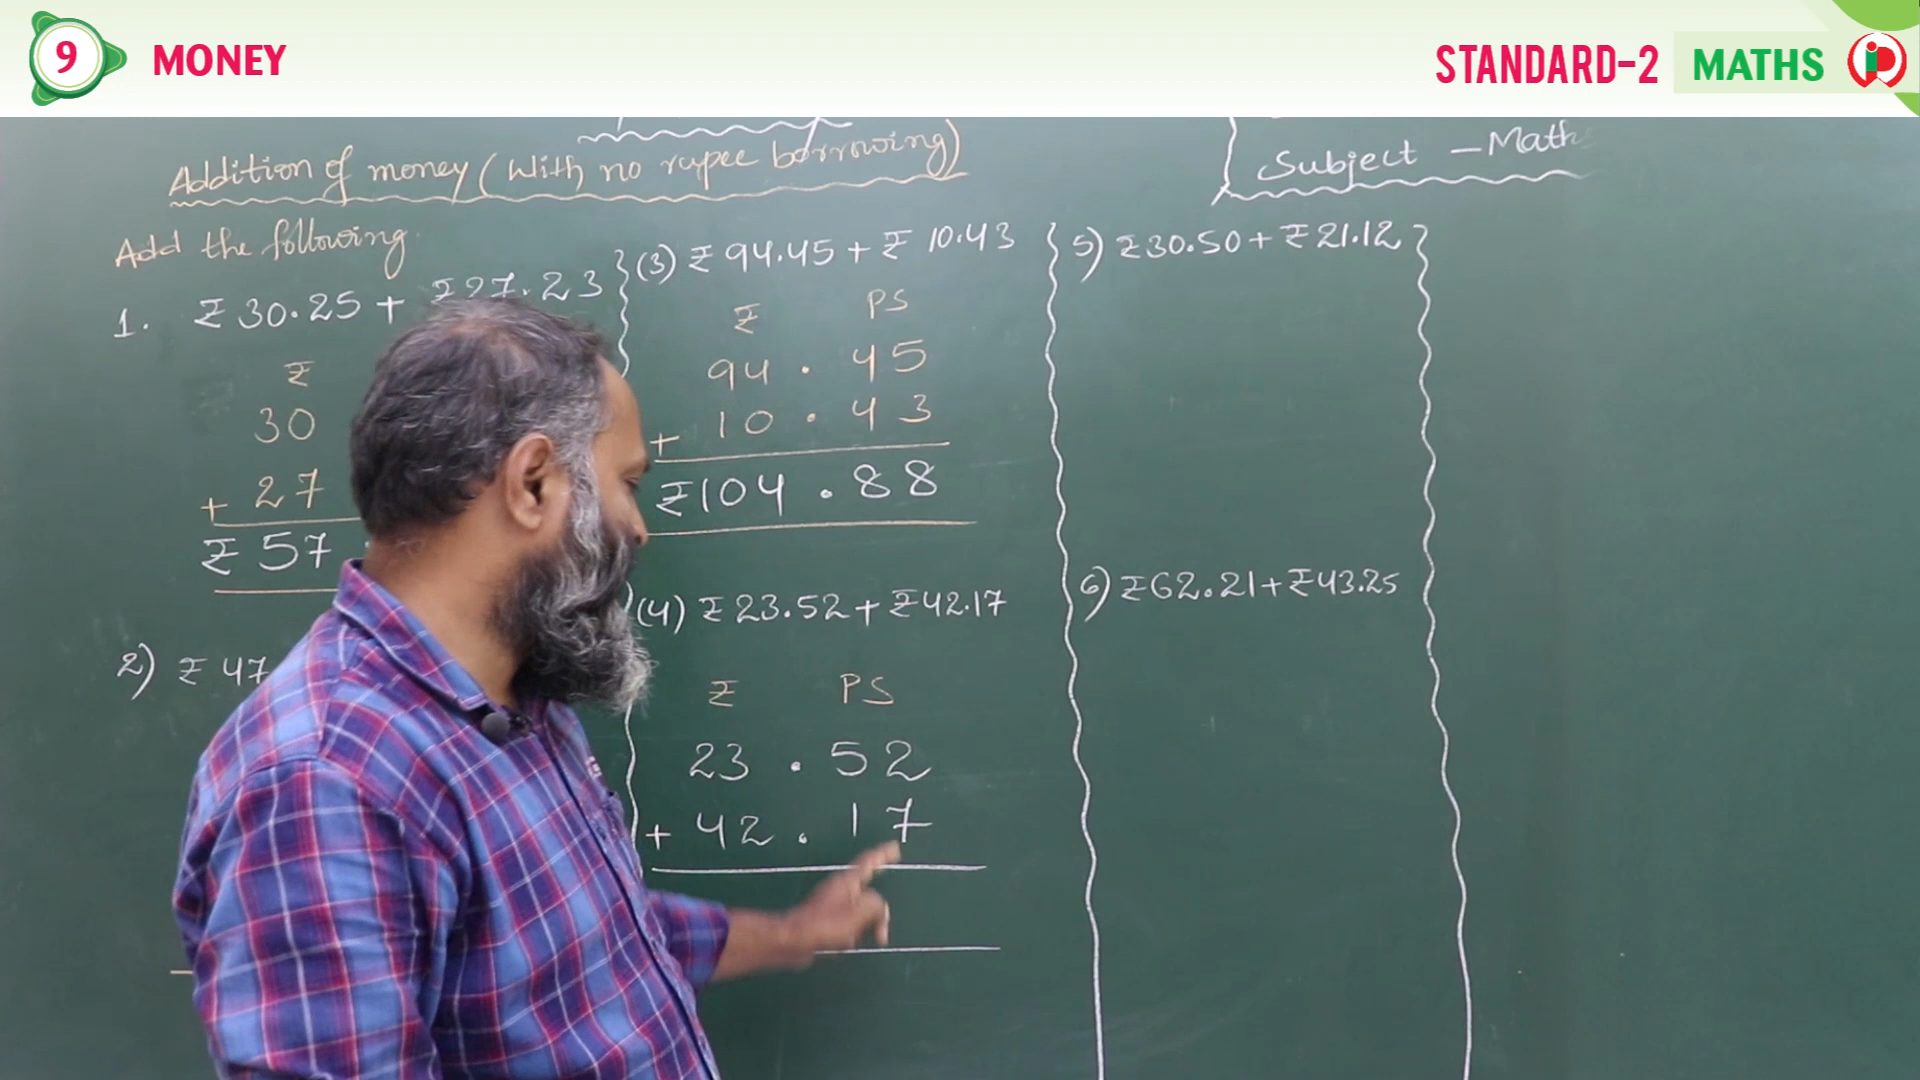 9 MONEY
STANDARD-2 MATHS
Subject - Math
Addition of money (With no rupee borrowing)
Add the following
1. ₹30.25 + ₹27.23
₹
30
+ 27
₹57
2) ₹47
(3) ₹94.45 + ₹10.43
₹ PS
94 . 45
+ 10 . 43
₹104 . 88
(4) ₹23.52 + ₹42.17
₹ PS
23 . 52
+ 42 . 17
5) ₹30.50 + ₹21.12
6) ₹62.21 + ₹43.25